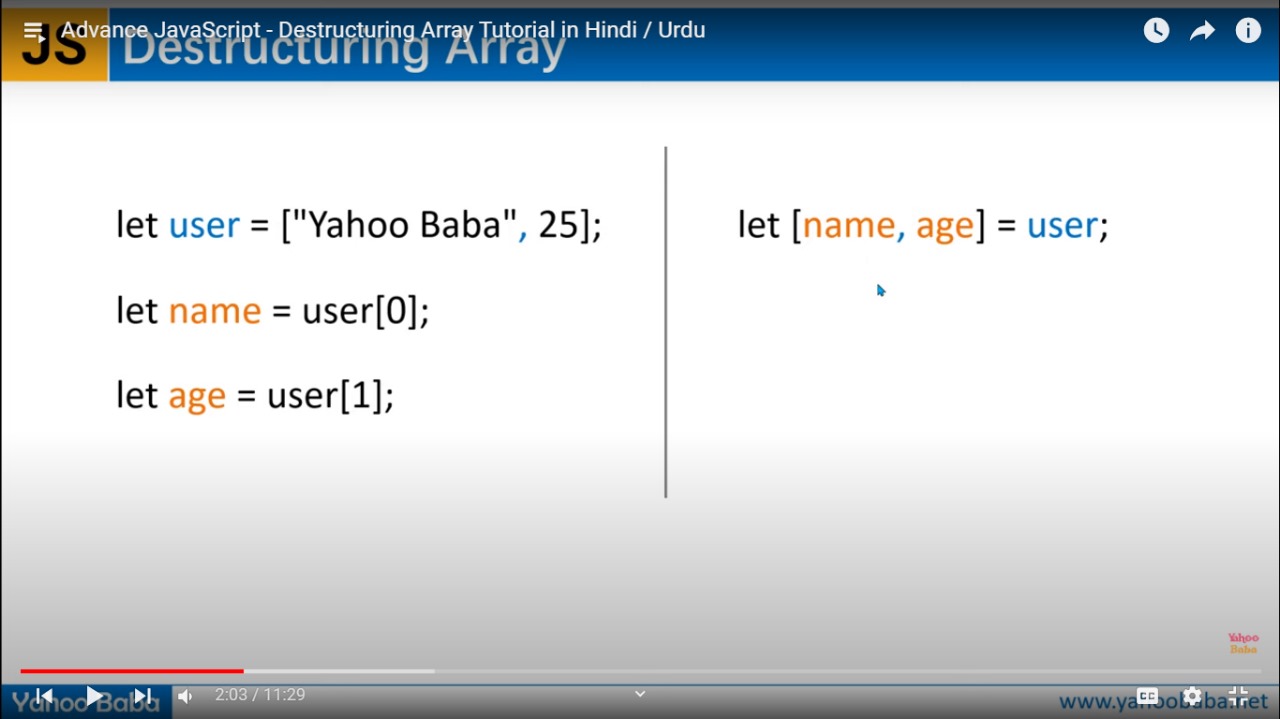 Advance JavaScript - Destructuring Array Tutorial in Hindi / Urdu
JS Destructuring Array
let user = ["Yahoo Baba", 25];
let name = user[0];
let age = user[1];
let [name, age] = user;
Yahoo
Baba
2:03 / 11:29
CC
Yahoo Baba
www.yahoobaba.net